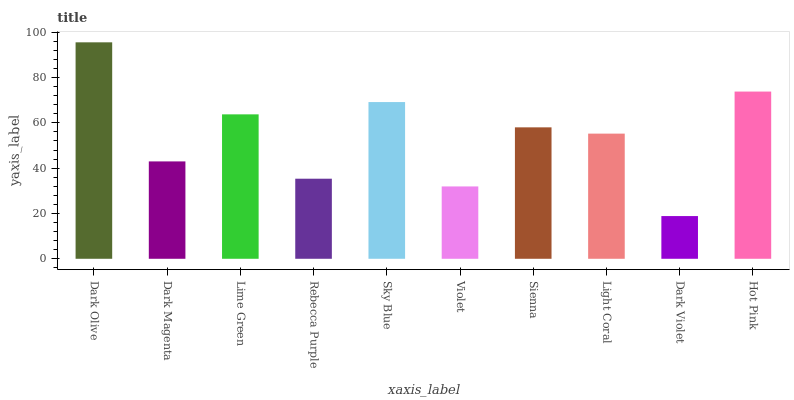 title
100
80
60
40
20
0
yaxis_label
Dark Olive
Dark Magenta
Lime Green
Rebecca Purple
Sky Blue
Violet
Sienna
Light Coral
Dark Violet
Hot Pink
xaxis_label